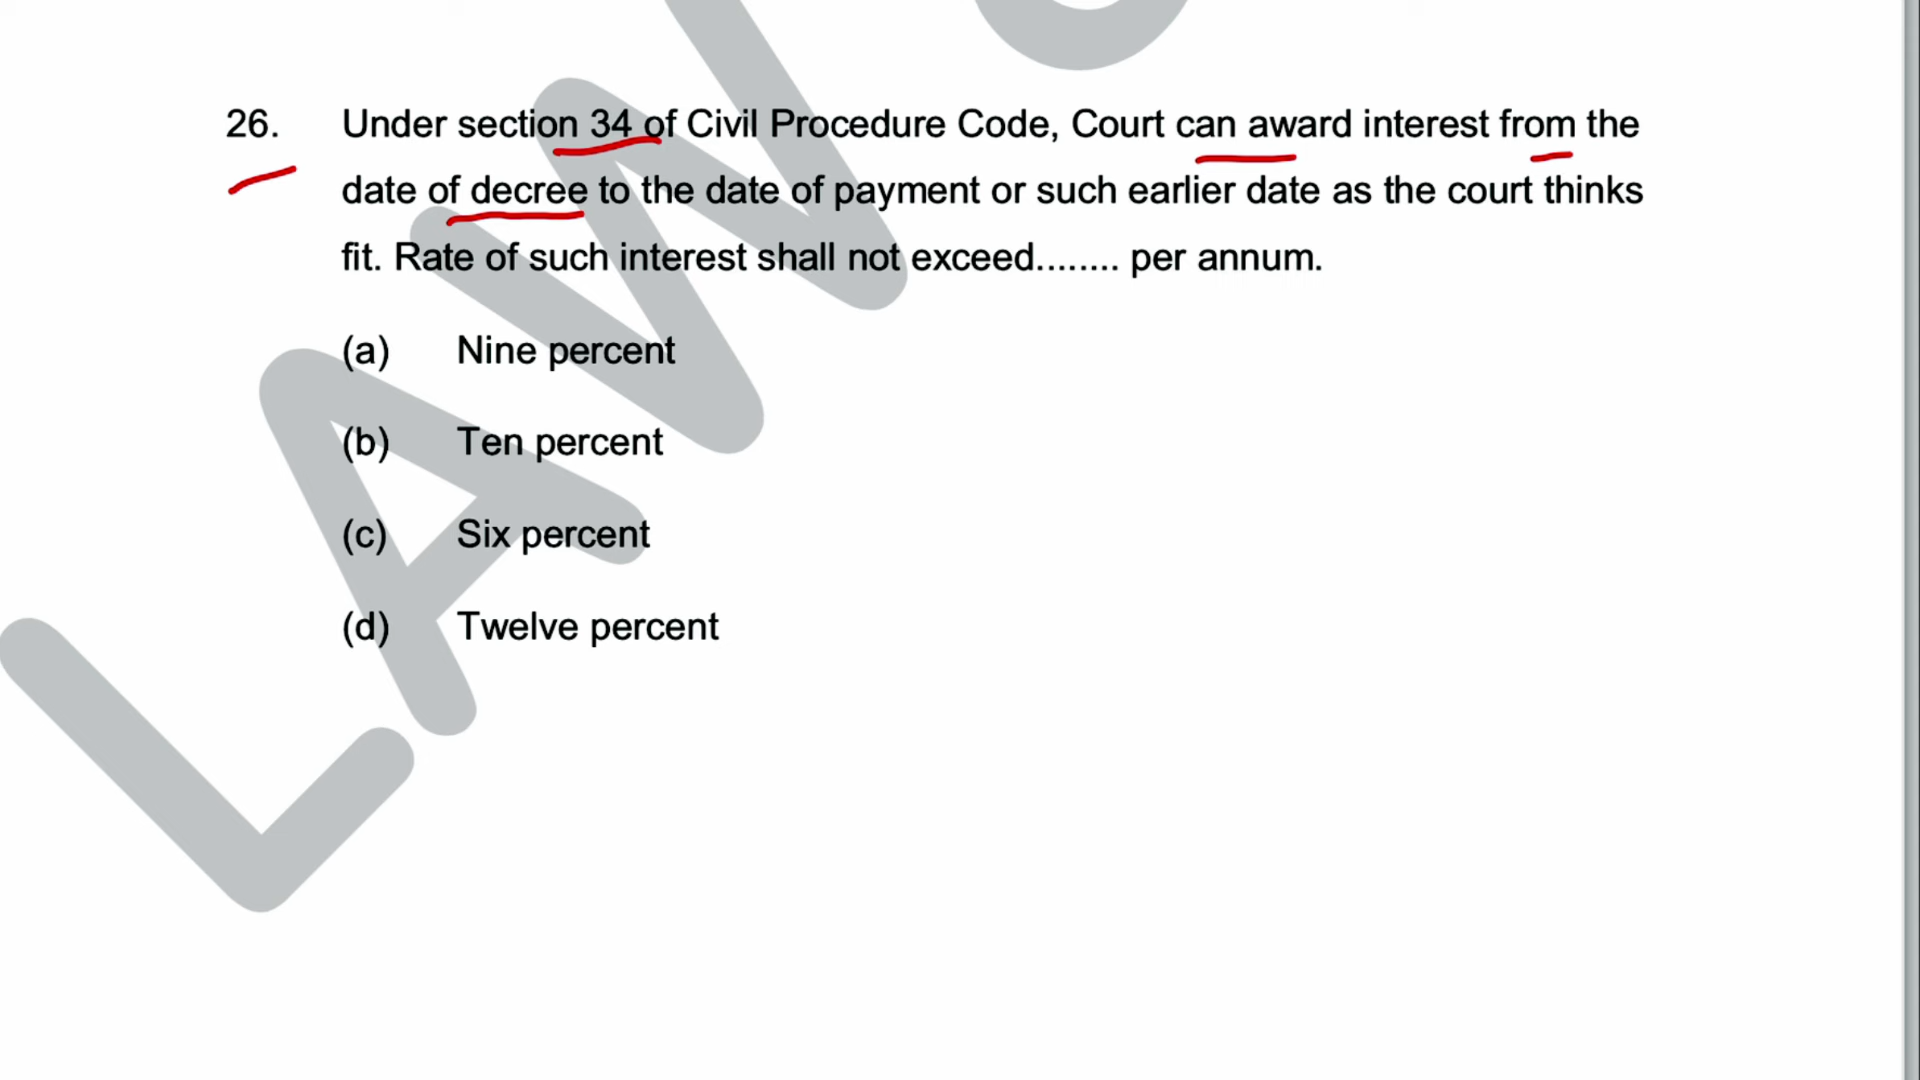 26. Under section 34 of Civil Procedure Code, Court can award interest from the
date of decree to the date of payment or such earlier date as the court thinks
fit. Rate of such interest shall not exceed........ per annum.
(a) Nine percent
(b) Ten percent
(c) Six percent
(d) Twelve percent
LAW